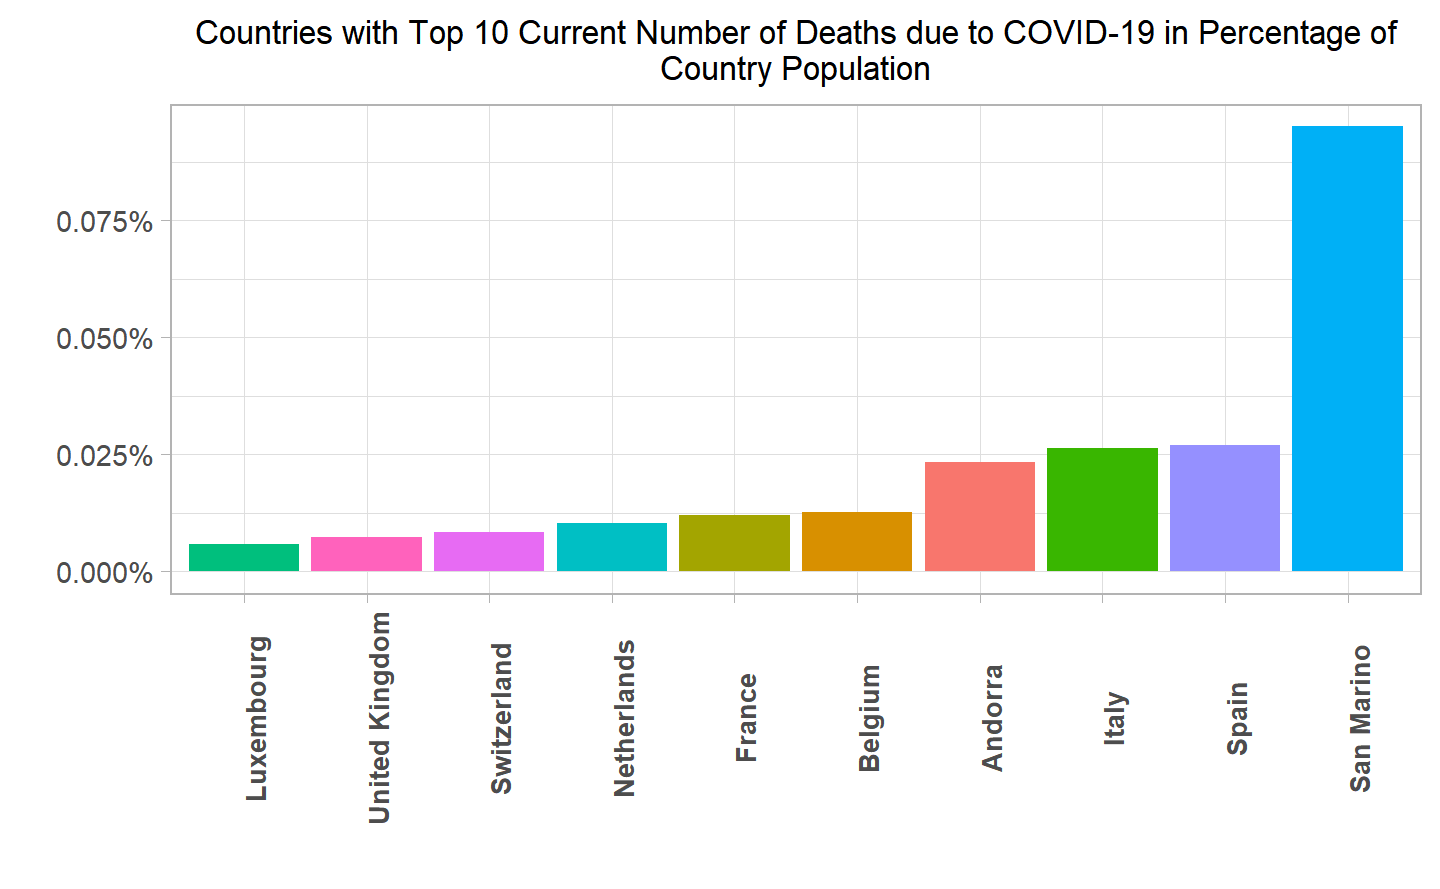 Countries with Top 10 Current Number of Deaths due to COVID-19 in Percentage of
Country Population
0.075%
0.050%
0.025%
0.000%
Luxembourg
United Kingdom
Switzerland
Netherlands
France
Belgium
Andorra
Italy
Spain
San Marino